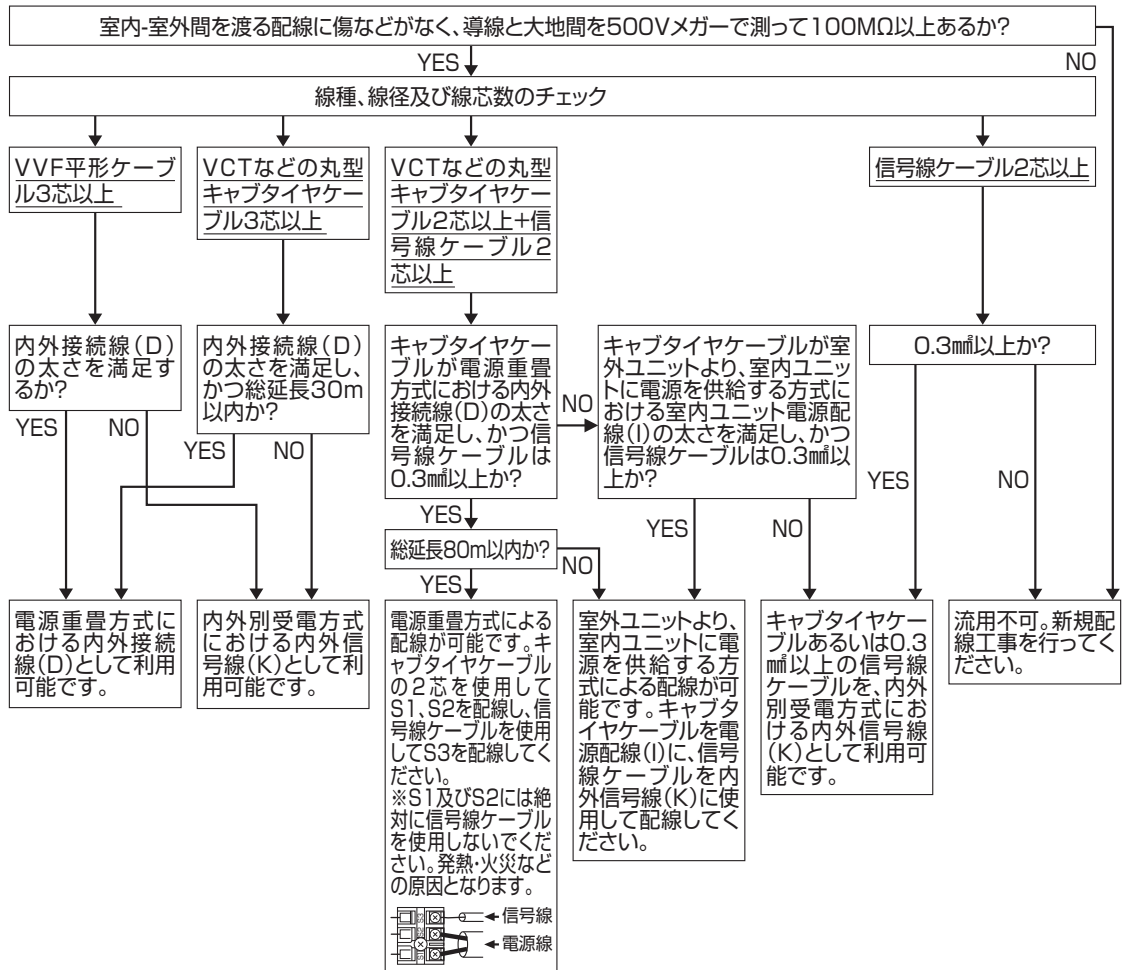 室内-室外間を渡る配線に傷などがなく、導線と大地間を500Vメガーで測って100MΩ以上あるか?
YES
NO
線種、線径及び線芯数のチェック
VVF平形ケーブ
ル3芯以上
VCTなどの丸型
キャブタイヤケー
ブル3芯以上
VCTなどの丸型
キャブタイヤケー
ブル2芯以上+信
号線ケーブル2
芯以上
信号線ケーブル2芯以上
内外接続線(D)
の太さを満足す
るか?
内外接続線(D)
の太さを満足し、
かつ総延長30m
以内か?
キャブタイヤケー
ブルが電源重畳
方式における内外
接続線(D)の太さ
を満足し、かつ信
号線ケーブルは
0.3㎟以上か?
NO
キャブタイヤケーブルが室
外ユニットより、室内ユニッ
トに電源を供給する方式に
おける室内ユニット電源配
線(I)の太さを満足し、かつ
信号線ケーブルは0.3㎟以
上か?
0.3㎟以上か?
YES
NO
YES
NO
YES
YES
NO
YES
NO
総延長80m以内か?
NO
YES
電源重畳方式に
おける内外接続
線(D)として利用
可能です。
内外別受電方式
における内外信
号線(K)として利
用可能です。
電源重畳方式による
配線が可能です。キ
ャブタイヤケーブル
の2芯を使用して
S1、S2を配線し、信
号線ケーブルを使用
してS3を配線してく
ださい。
※S1及びS2には絶
対に信号線ケーブル
を使用しないでくだ
さい。発熱・火災など
の原因となります。
S3
信号線
S2
電源線
S1
室外ユニットより、
室内ユニットに電
源を供給する方
式による配線が可
能です。キャブタ
イヤケーブルを電
源配線(I)に、信号
線ケーブルを内
外信号線(K)に使
用して配線してく
ださい。
キャブタイヤケー
ブルあるいは0.3
㎟以上の信号線
ケーブルを、内外
別受電方式にお
ける内外信号線
(K)として利用可
能です。
流用不可。新規配
線工事を行ってく
ださい。